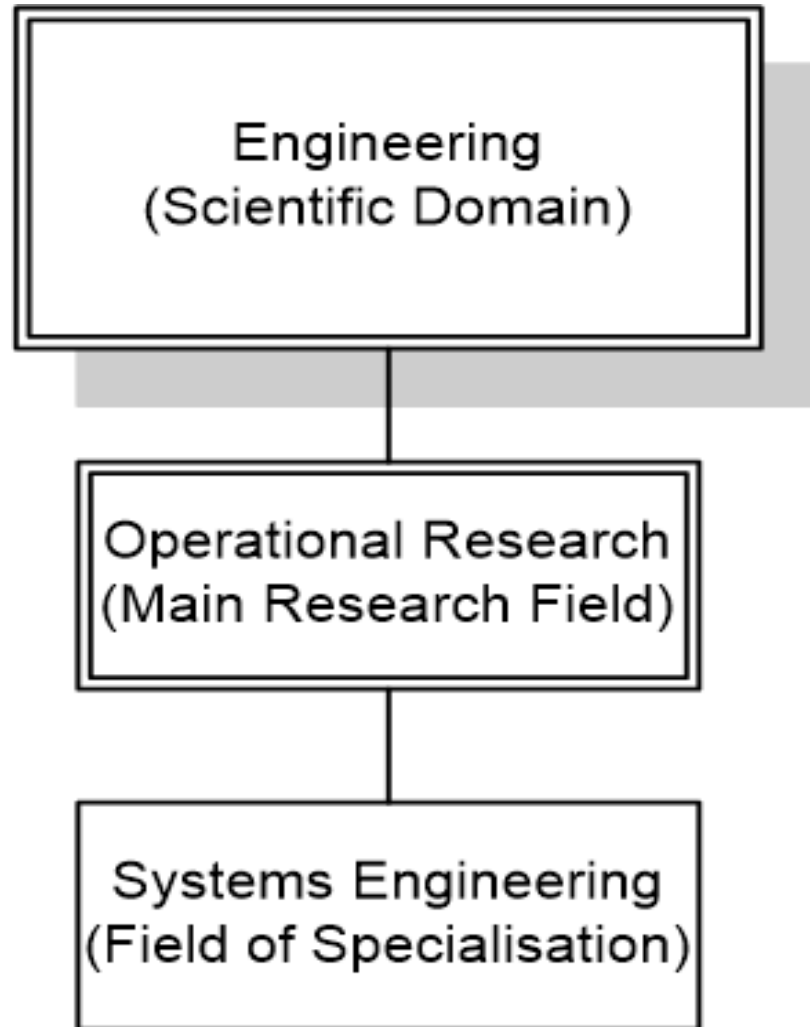 Engineering
(Scientific Domain)
Operational Research
(Main Research Field)
Systems Engineering
(Field of Specialisation)